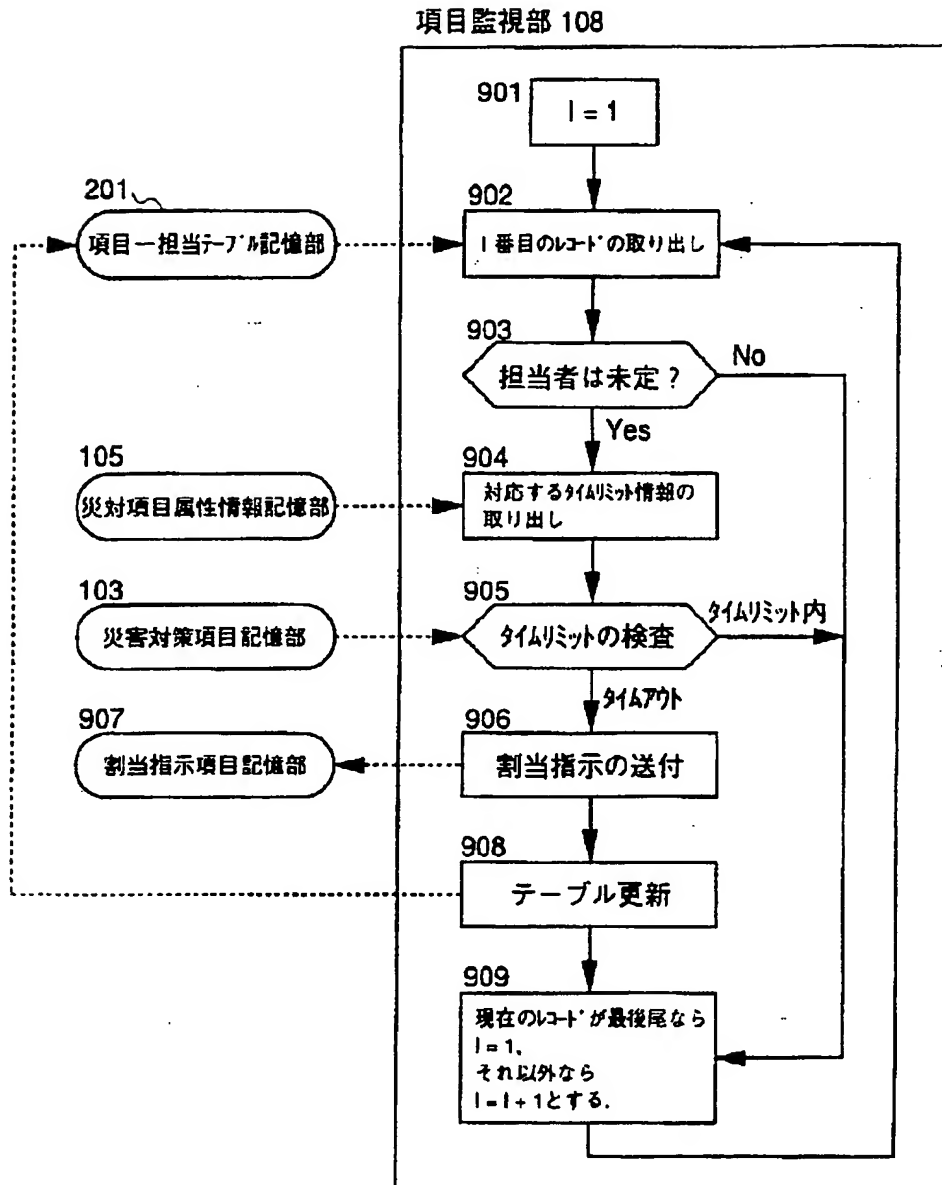 項目監視部 108
901
I = 1
201
902
項目ー担当テーブル記憶部
I番目のレコードの取り出し
903
担当者は未定?
No
Yes
105
904
災対項目属性情報記憶部
対応するタイムリミット情報の
取り出し
103
905
災害対策項目記憶部
タイムリミットの検査
タイムリミット内
タイムアウト
907
906
割当指示項目記憶部
割当指示の送付
908
テーブル更新
909
現在のレコードが最後尾なら
I = 1,
それ以外なら
I = I + 1とする.